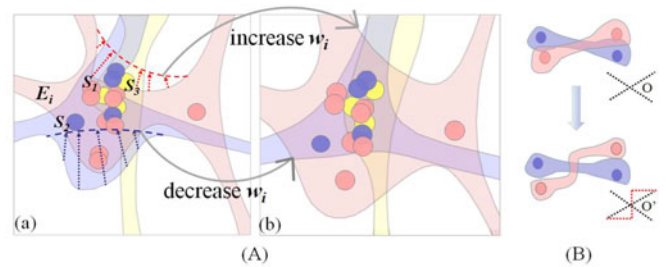 increase w_i
S_1
S_3
E_i
S_2
decrease w_i
(a)
(b)
(A)
O
O'
(B)